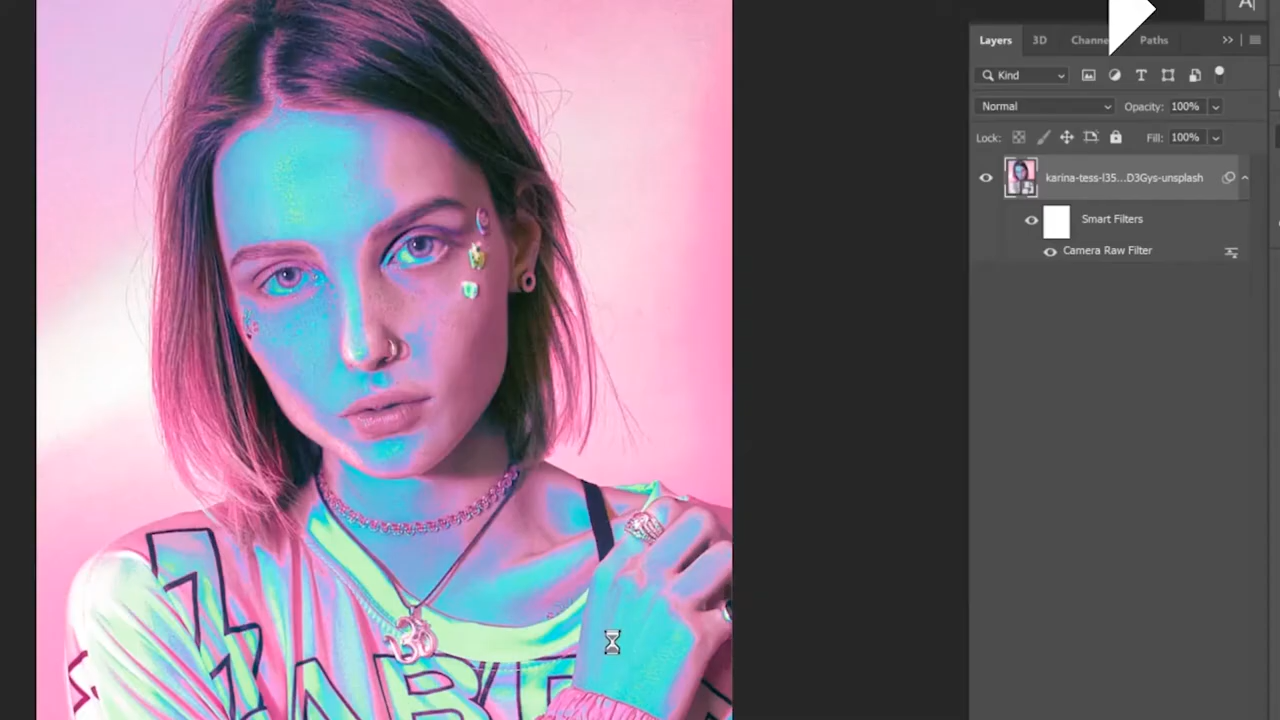 A|
Layers 3D Channe Paths
Kind
Normal Opacity: 100%
Lock: Fill: 100%
karina-tess-l35...D3Gys-unsplash
Smart Filters
Camera Raw Filter